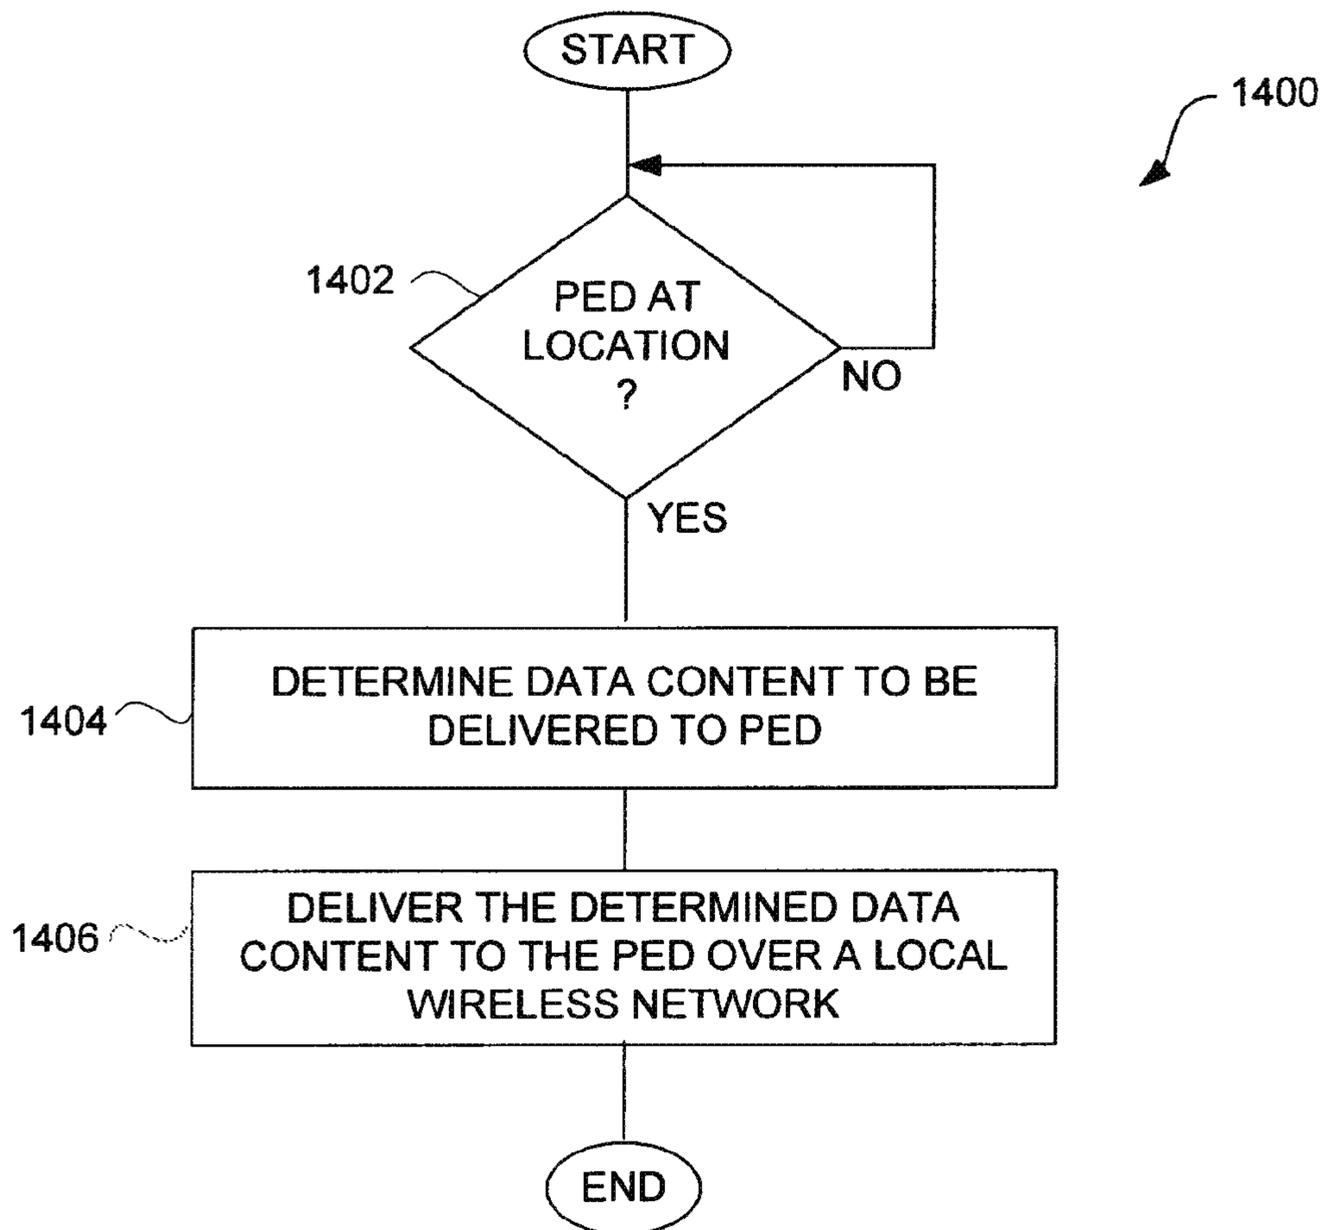 START
1400
1402
PED AT
LOCATION
?
NO
YES
1404
DETERMINE DATA CONTENT TO BE
DELIVERED TO PED
1406
DELIVER THE DETERMINED DATA
CONTENT TO THE PED OVER A LOCAL
WIRELESS NETWORK
END